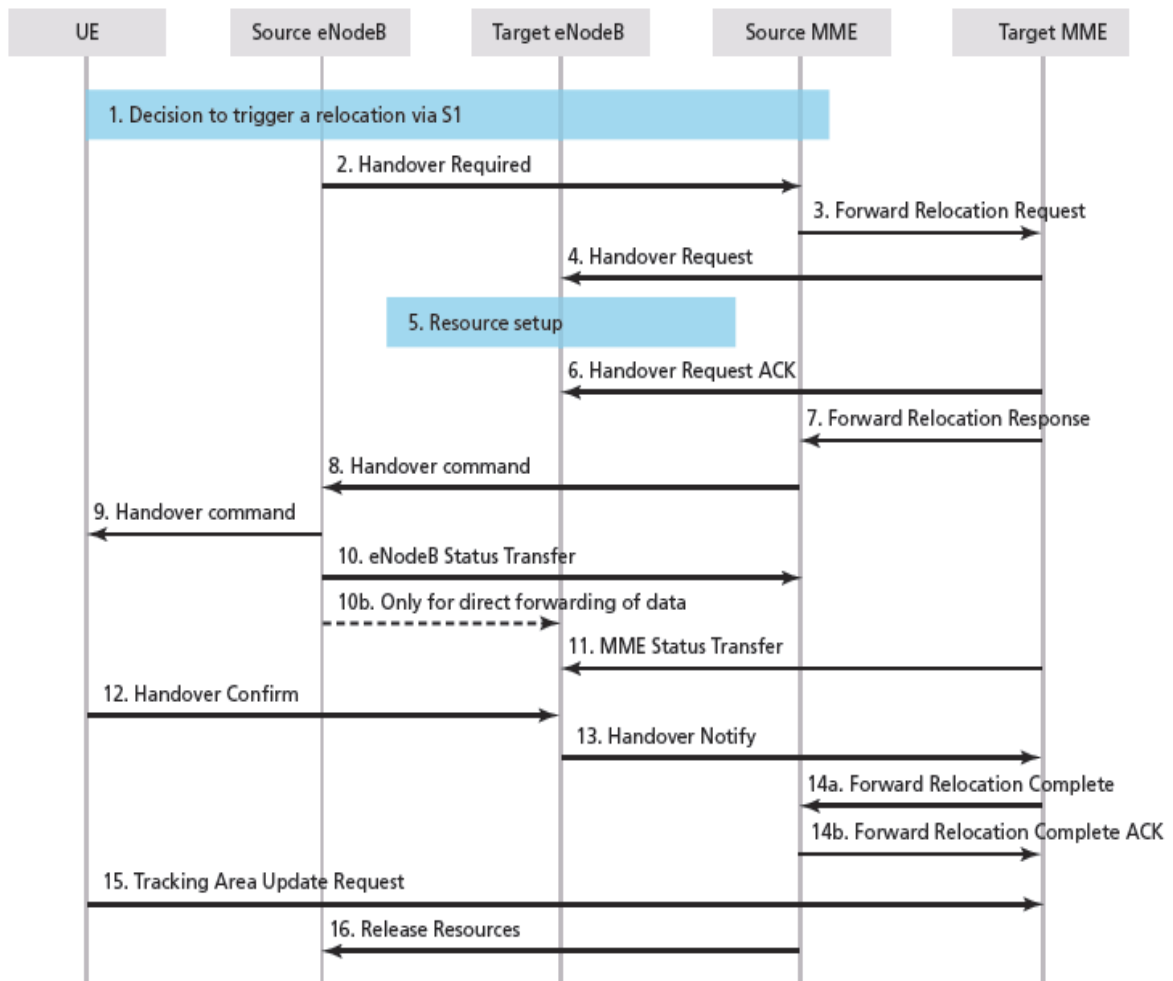 UE
Source eNodeB
Target eNodeB
Source MME
Target MME
1. Decision to trigger a relocation via S1
2. Handover Required
3. Forward Relocation Request
4. Handover Request
5. Resource setup
6. Handover Request ACK
7. Forward Relocation Response
8. Handover command
9. Handover command
10. eNodeB Status Transfer
10b. Only for direct forwarding of data
11. MME Status Transfer
12. Handover Confirm
13. Handover Notify
14a. Forward Relocation Complete
14b. Forward Relocation Complete ACK
15. Tracking Area Update Request
16. Release Resources